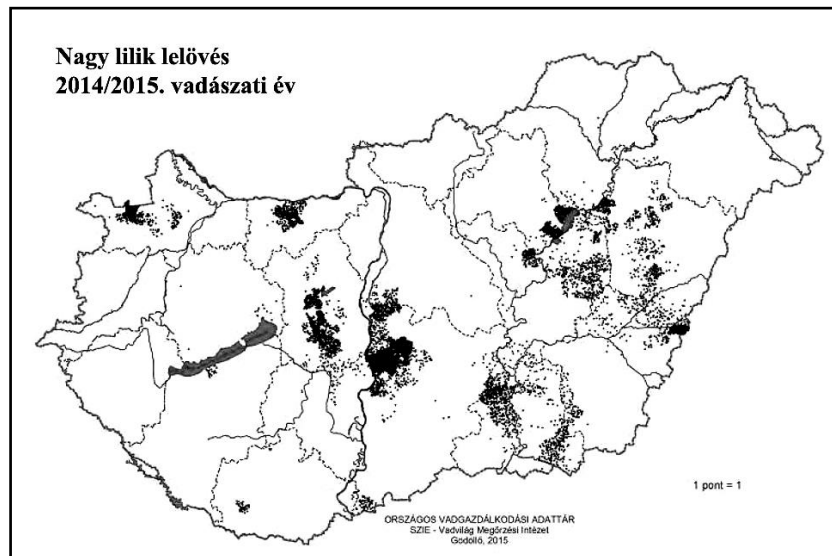 Nagy lilik lelövés
2014/2015. vadászati év
1 pont = 1
ORSZÁGOS VADGAZDÁLKODÁSI ADATTÁR
SZIE - Vadvilág Megőrzési Intézet
Gödöllő, 2015